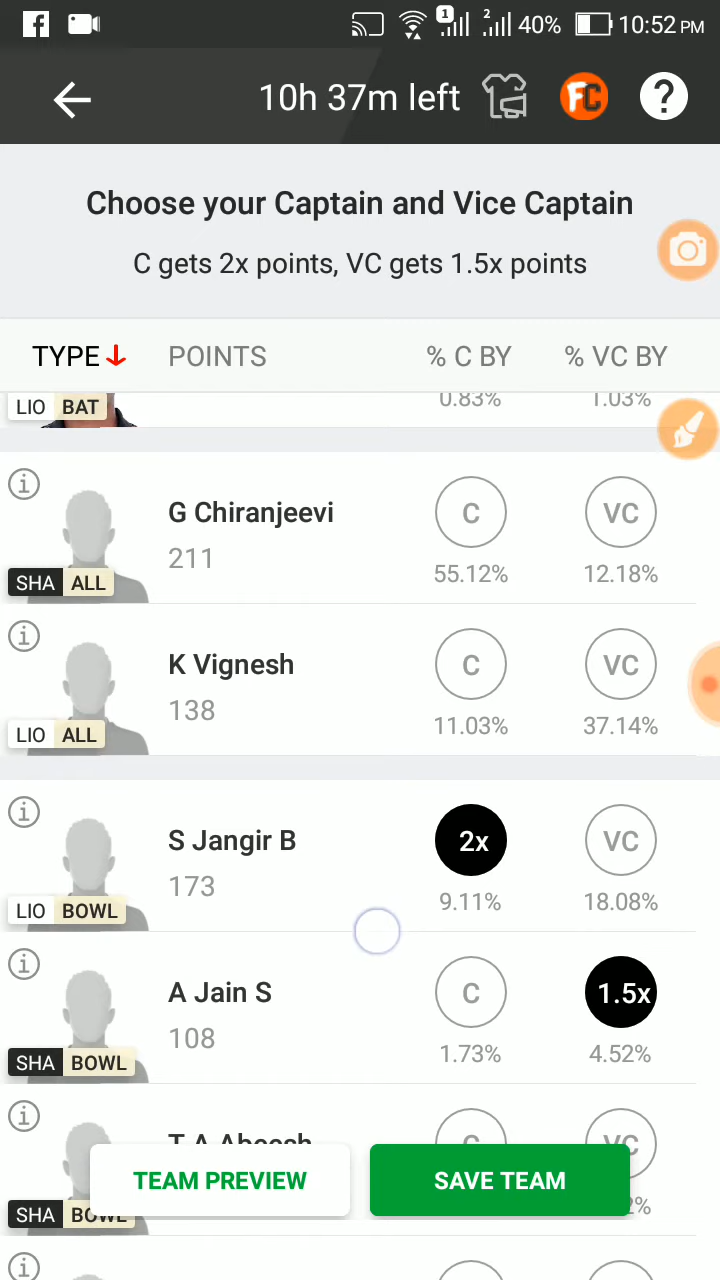 1 2 40% 10:52 PM
10h 37m left FC ?
Choose your Captain and Vice Captain
C gets 2x points, VC gets 1.5x points
TYPE POINTS % C BY % VC BY
LIO BAT 0.83% 1.03%
G Chiranjeevi C VC
211
SHA ALL 55.12% 12.18%
K Vignesh C VC
138
LIO ALL 11.03% 37.14%
S Jangir B 2x VC
173
LIO BOWL 9.11% 18.08%
A Jain S C 1.5x
108
SHA BOWL 1.73% 4.52%
T A Abeesh C VC
TEAM PREVIEW SAVE TEAM
SHA BOWL